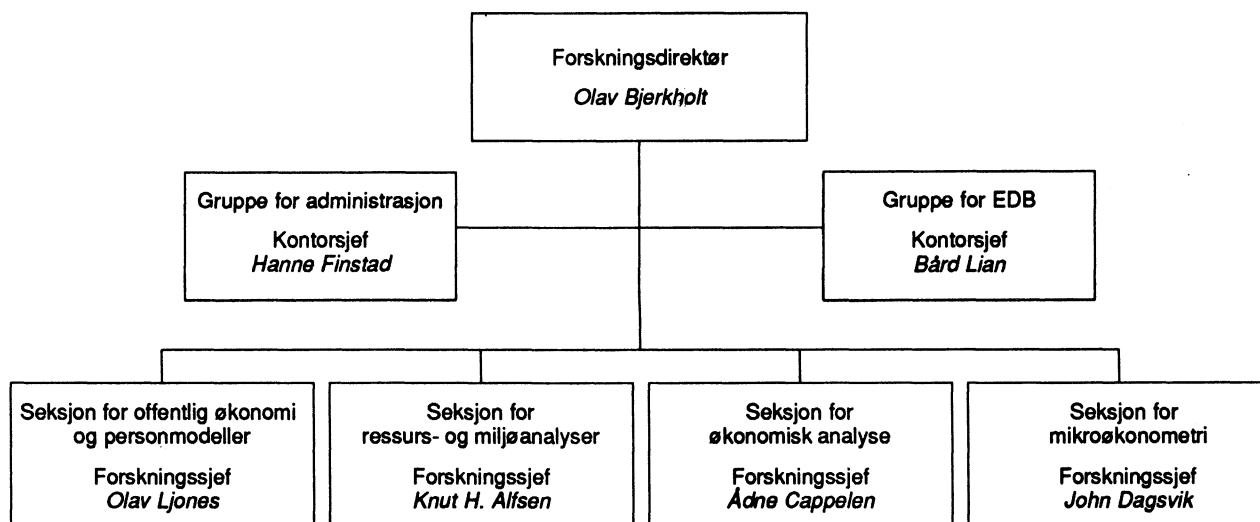 Forskningsdirektør
Olav Bjerkholt
Gruppe for administrasjon
Kontorsjef
Hanne Finstad
Gruppe for EDB
Kontorsjef
Bård Lian
Seksjon for offentlig økonomi
og personmodeller
Forskningssjef
Olav Ljones
Seksjon for
ressurs- og miljøanalyser
Forskningssjef
Knut H. Alfsen
Seksjon for
økonomisk analyse
Forskningssjef
Ådne Cappelen
Seksjon for
mikroøkonometri
Forskningssjef
John Dagsvik